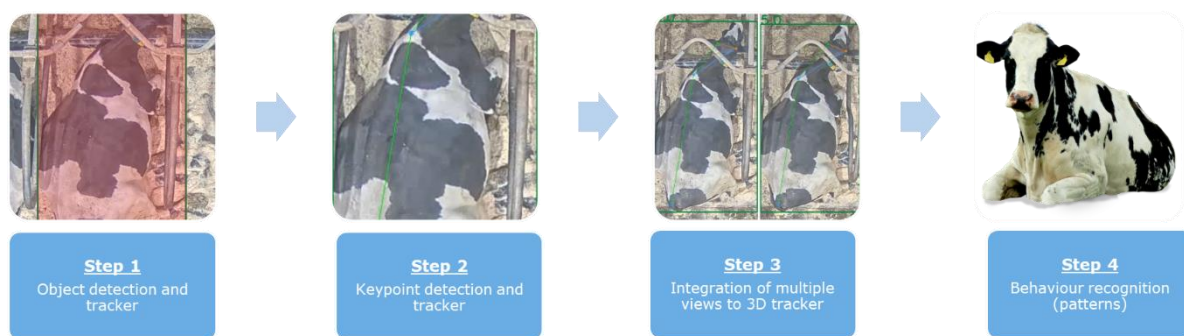 Step 1
Object detection and
tracker
Step 2
Keypoint detection and
tracker
Step 3
Integration of multiple
views to 3D tracker
Step 4
Behaviour recognition
(patterns)